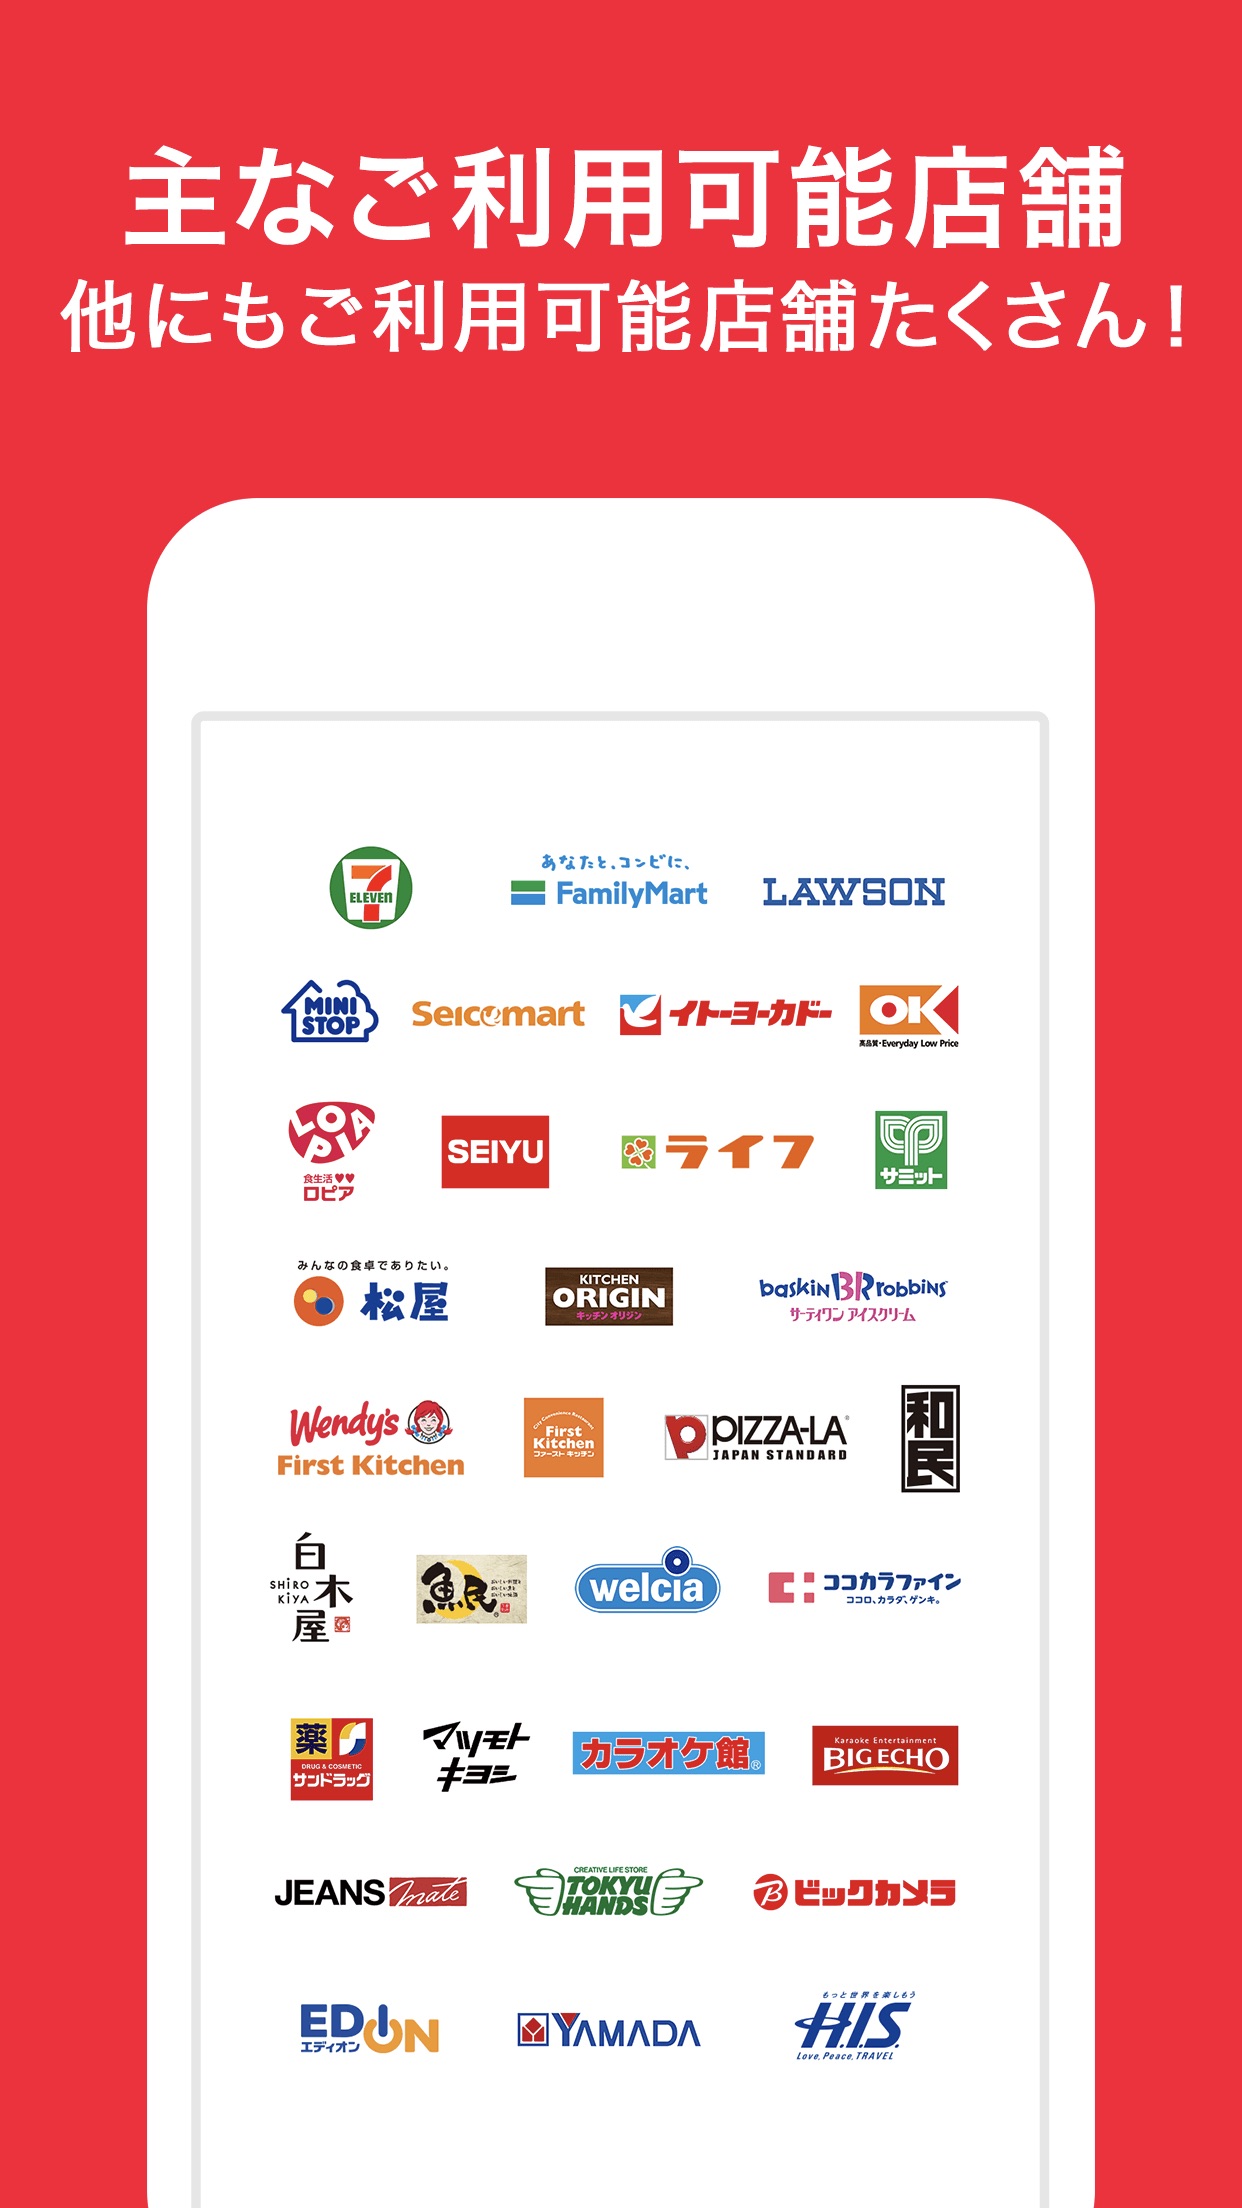 主なご利用可能店舗
他にもご利用可能店舗たくさん！
7 ELEVEN
あなたと、コンビに、
FamilyMart
LAWSON
MINI STOP
Seicomart
イトーヨーカドー
OK
高品質・Everyday Low Price
LOPIA
食生活♥♥
ロピア
SEIYU
ライフ
サミット
みんなの食卓でありたい。
松屋
KITCHEN
ORIGIN
キッチン オリジン
baskin BR robbins
サーティワン アイスクリーム
Wendy's
First Kitchen
City Convenience Restaurant
First
Kitchen
ファースト キッチン
PIZZA-LA
JAPAN STANDARD
和民
白木屋
SHIRO
KIYA
魚民
welcia
ココカラファイン
ココロ、カラダ、ゲンキ。
薬
DRUG & COSMETIC
サンドラッグ
マツモト
キヨシ
カラオケ館®
Karaoke Entertainment
BIG ECHO
JEANS mate
CREATIVE LIFE STORE
TOKYU
HANDS
ビックカメラ
EDION
エディオン
YAMADA
もっと世界を楽しもう
H.I.S.
Love, Peace, TRAVEL